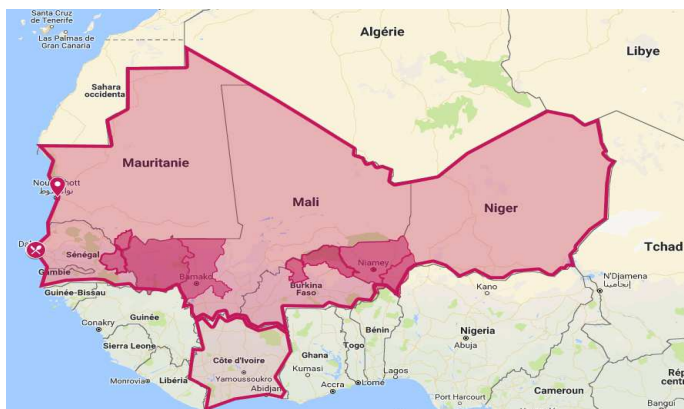 Santa Cruz
de Tenerife
Las Palmas de
Gran Canaria
Algérie
Libye
Sahara
occidental
Mauritanie
Mali
Niger
Tchad
Sénégal
Gambie
Niamey
Bamako
Burkina
Faso
N'Djamena
Guinée-Bissau
Kano
Guinée
Bénin
Nigeria
Conakry
Togo
Abuja
Sierra Leone
Côte d'Ivoire
Ghana
Kumasi
Yamoussoukro
Monrovia
Libéria
Lagos
Abidjan
Accra
Lomé
Port Harcourt
Cameroun
Bangui